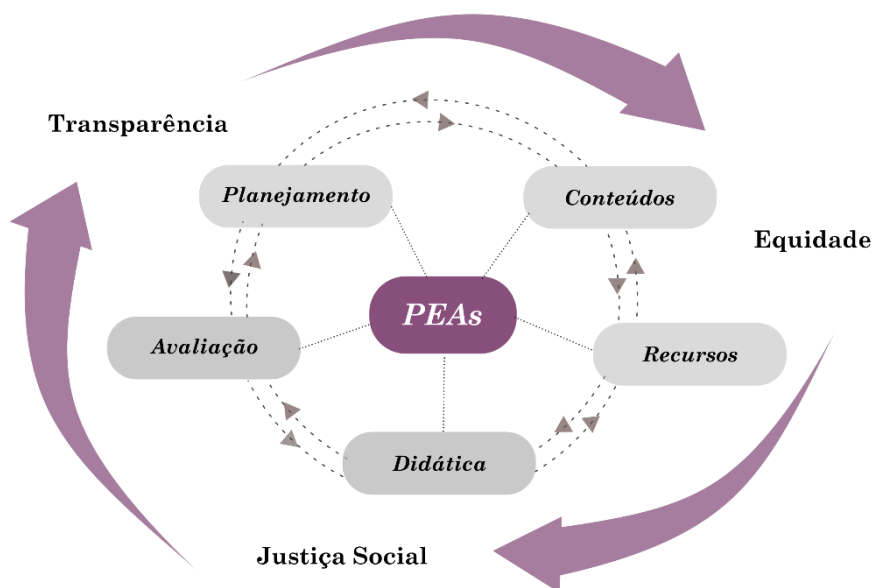 Transparência
Planejamento
Conteúdos
Equidade
PEAs
Avaliação
Recursos
Didática
Justiça Social